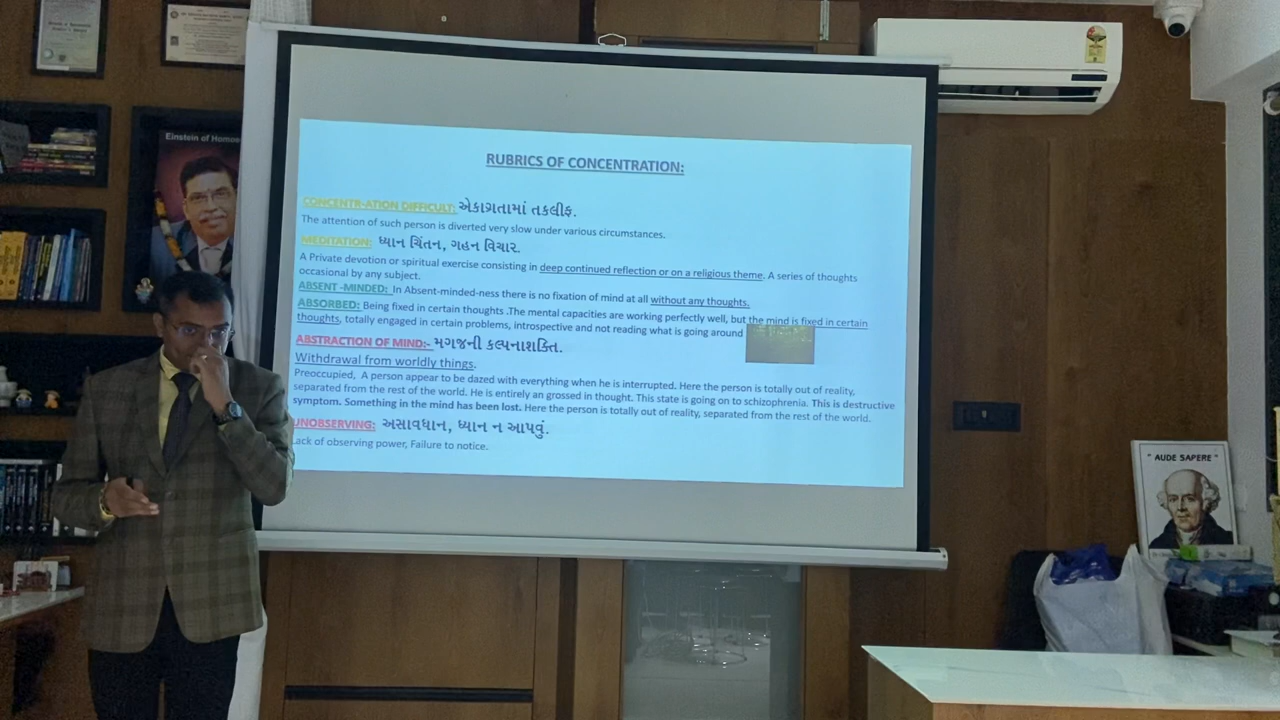 Einstein of Homeo
RUBRICS OF CONCENTRATION:
CONCENTR-ATION DIFFICULT: એકાગ્રતામાં તકલીફ.
The attention of such person is diverted very slow under various circumstances.
MEDITATION: ધ્યાન ચિંતન, ગહન વિચાર.
A Private devotion or spiritual exercise consisting in deep continued reflection or on a religious theme. A series of thoughts
occasional by any subject.
ABSENT -MINDED: In Absent-minded-ness there is no fixation of mind at all without any thoughts.
ABSORBED: Being fixed in certain thoughts .The mental capacities are working perfectly well, but the mind is fixed in certain
thoughts, totally engaged in certain problems, introspective and not reading what is going around
ABSTRACTION OF MIND:- મગજની કલ્પનાશક્તિ.
Withdrawal from worldly things.
Preoccupied, A person appear to be dazed with everything when he is interrupted. Here the person is totally out of reality,
separated from the rest of the world. He is entirely an grossed in thought. This state is going on to schizophrenia. This is destructive
symptom. Something in the mind has been lost. Here the person is totally out of reality, separated from the rest of the world.
UNOBSERVING: અસાવધાન, ધ્યાન ન આપવું.
Lack of observing power, Failure to notice.
" AUDE SAPERE "